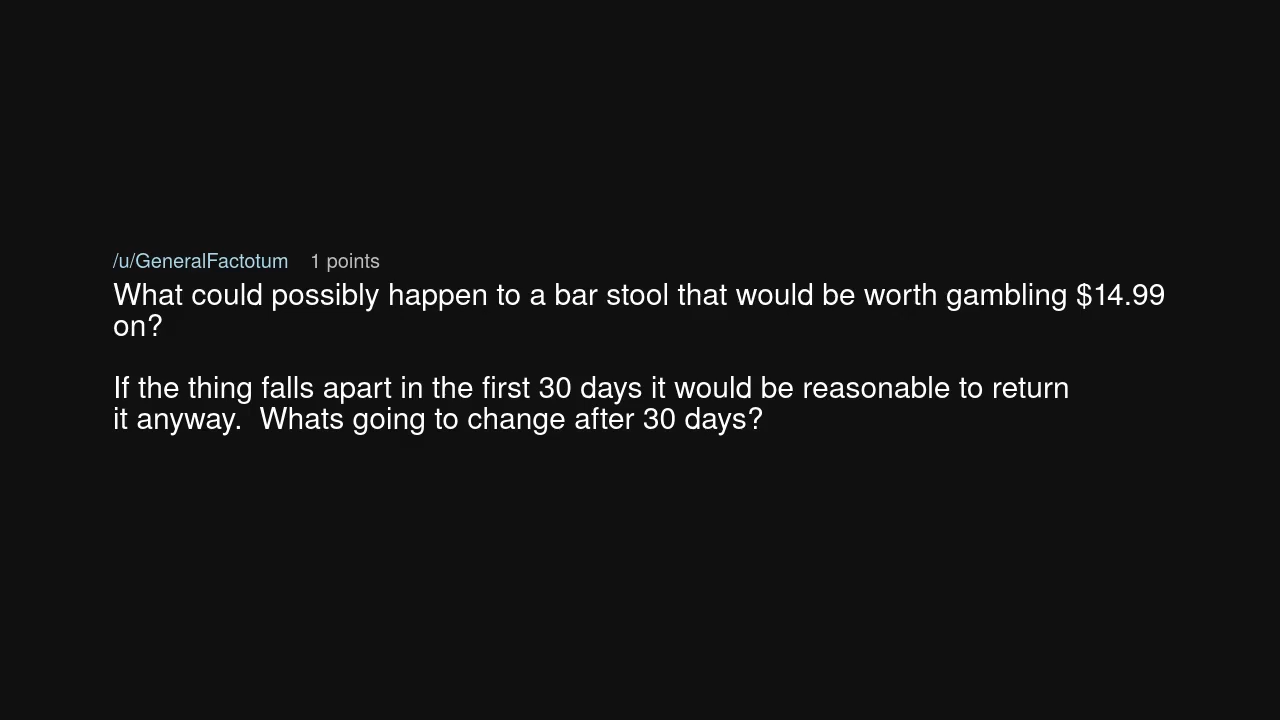 /u/GeneralFactotum 1 points
What could possibly happen to a bar stool that would be worth gambling $14.99
on?
If the thing falls apart in the first 30 days it would be reasonable to return
it anyway.  Whats going to change after 30 days?